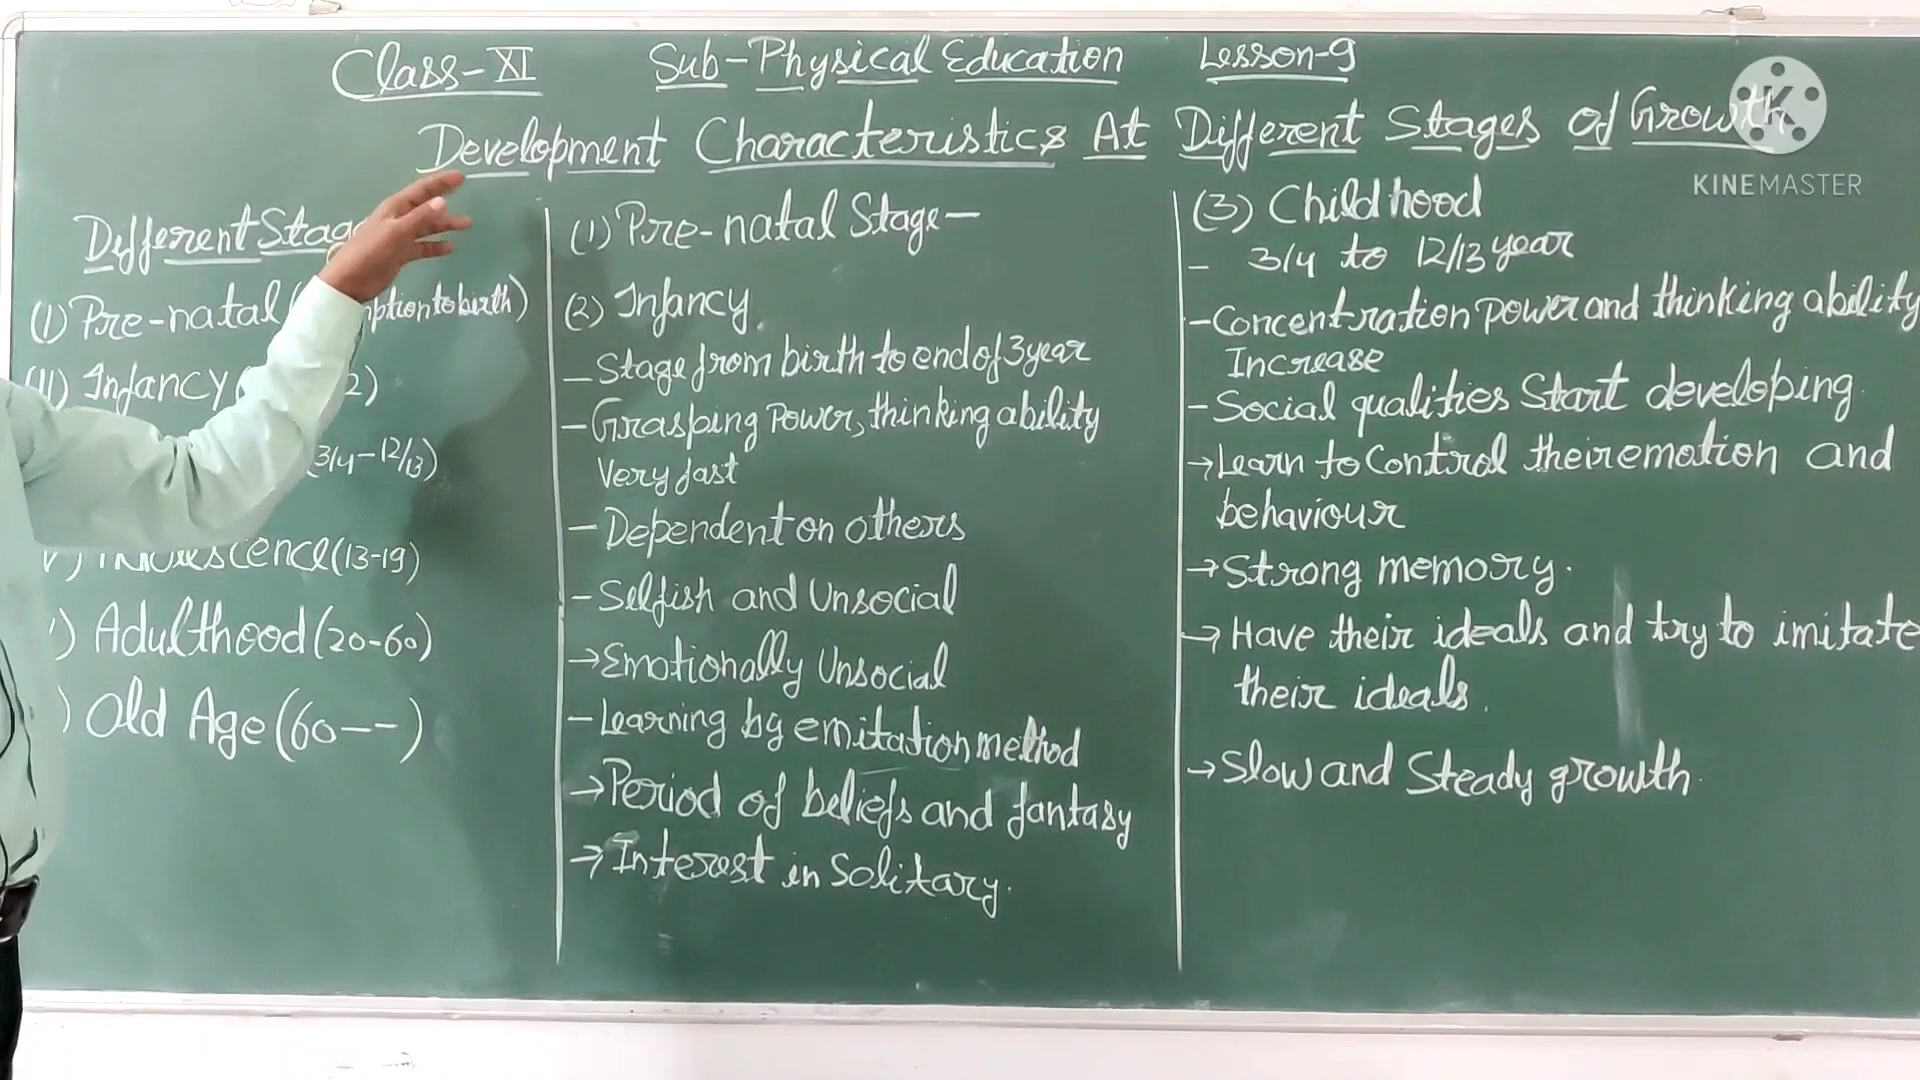 Class-XI Sub-Physical Education Lesson-9
Development Characteristics At Different Stages of Growth
KINEMASTER
Different Stag
(I) Pre-natal ( ption to birth)
(II) Infancy ( 2)
(3/4-12/13)
escence (13-19)
) Adulthood (20-60)
) Old Age (60--)
(1) Pre-natal Stage-
(2) Infancy
- Stage from birth to end of 3 year
- Grasping Power, thinking ability
Very fast
- Dependent on others
- Selfish and Unsocial
→ Emotionally Unsocial
- Learning by emitation method
→ Period of beliefs and fantasy
→ Interest in Solitary.
(3) Childhood
- 3/4 to 12/13 year
- Concentration power and thinking ability
Increase
- Social qualities Start developing.
→ Learn to Control their emotion and
behaviour
→ Strong memory.
→ Have their ideals and try to imitate
their ideals.
→ Slow and Steady growth.